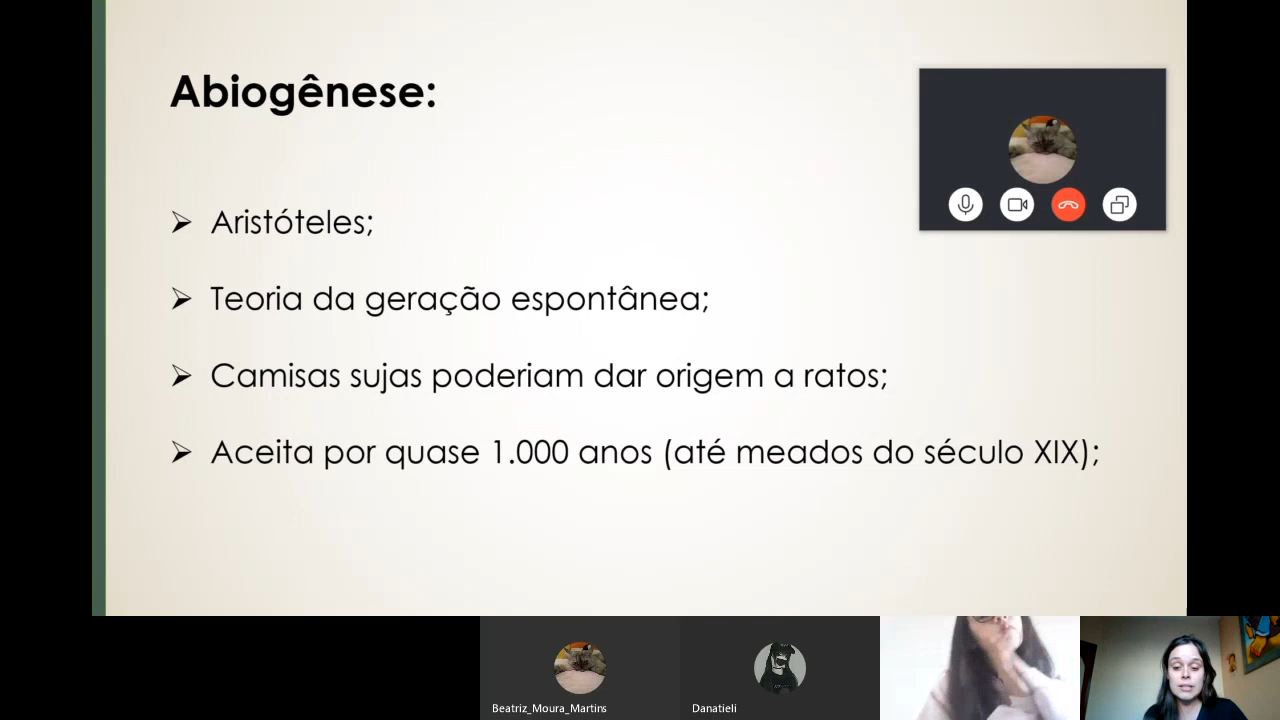 Abiogênese:
Aristóteles;
Teoria da geração espontânea;
Camisas sujas poderiam dar origem a ratos;
Aceita por quase 1.000 anos (até meados do século XIX);
Beatriz_Moura_Martins
Danatieli